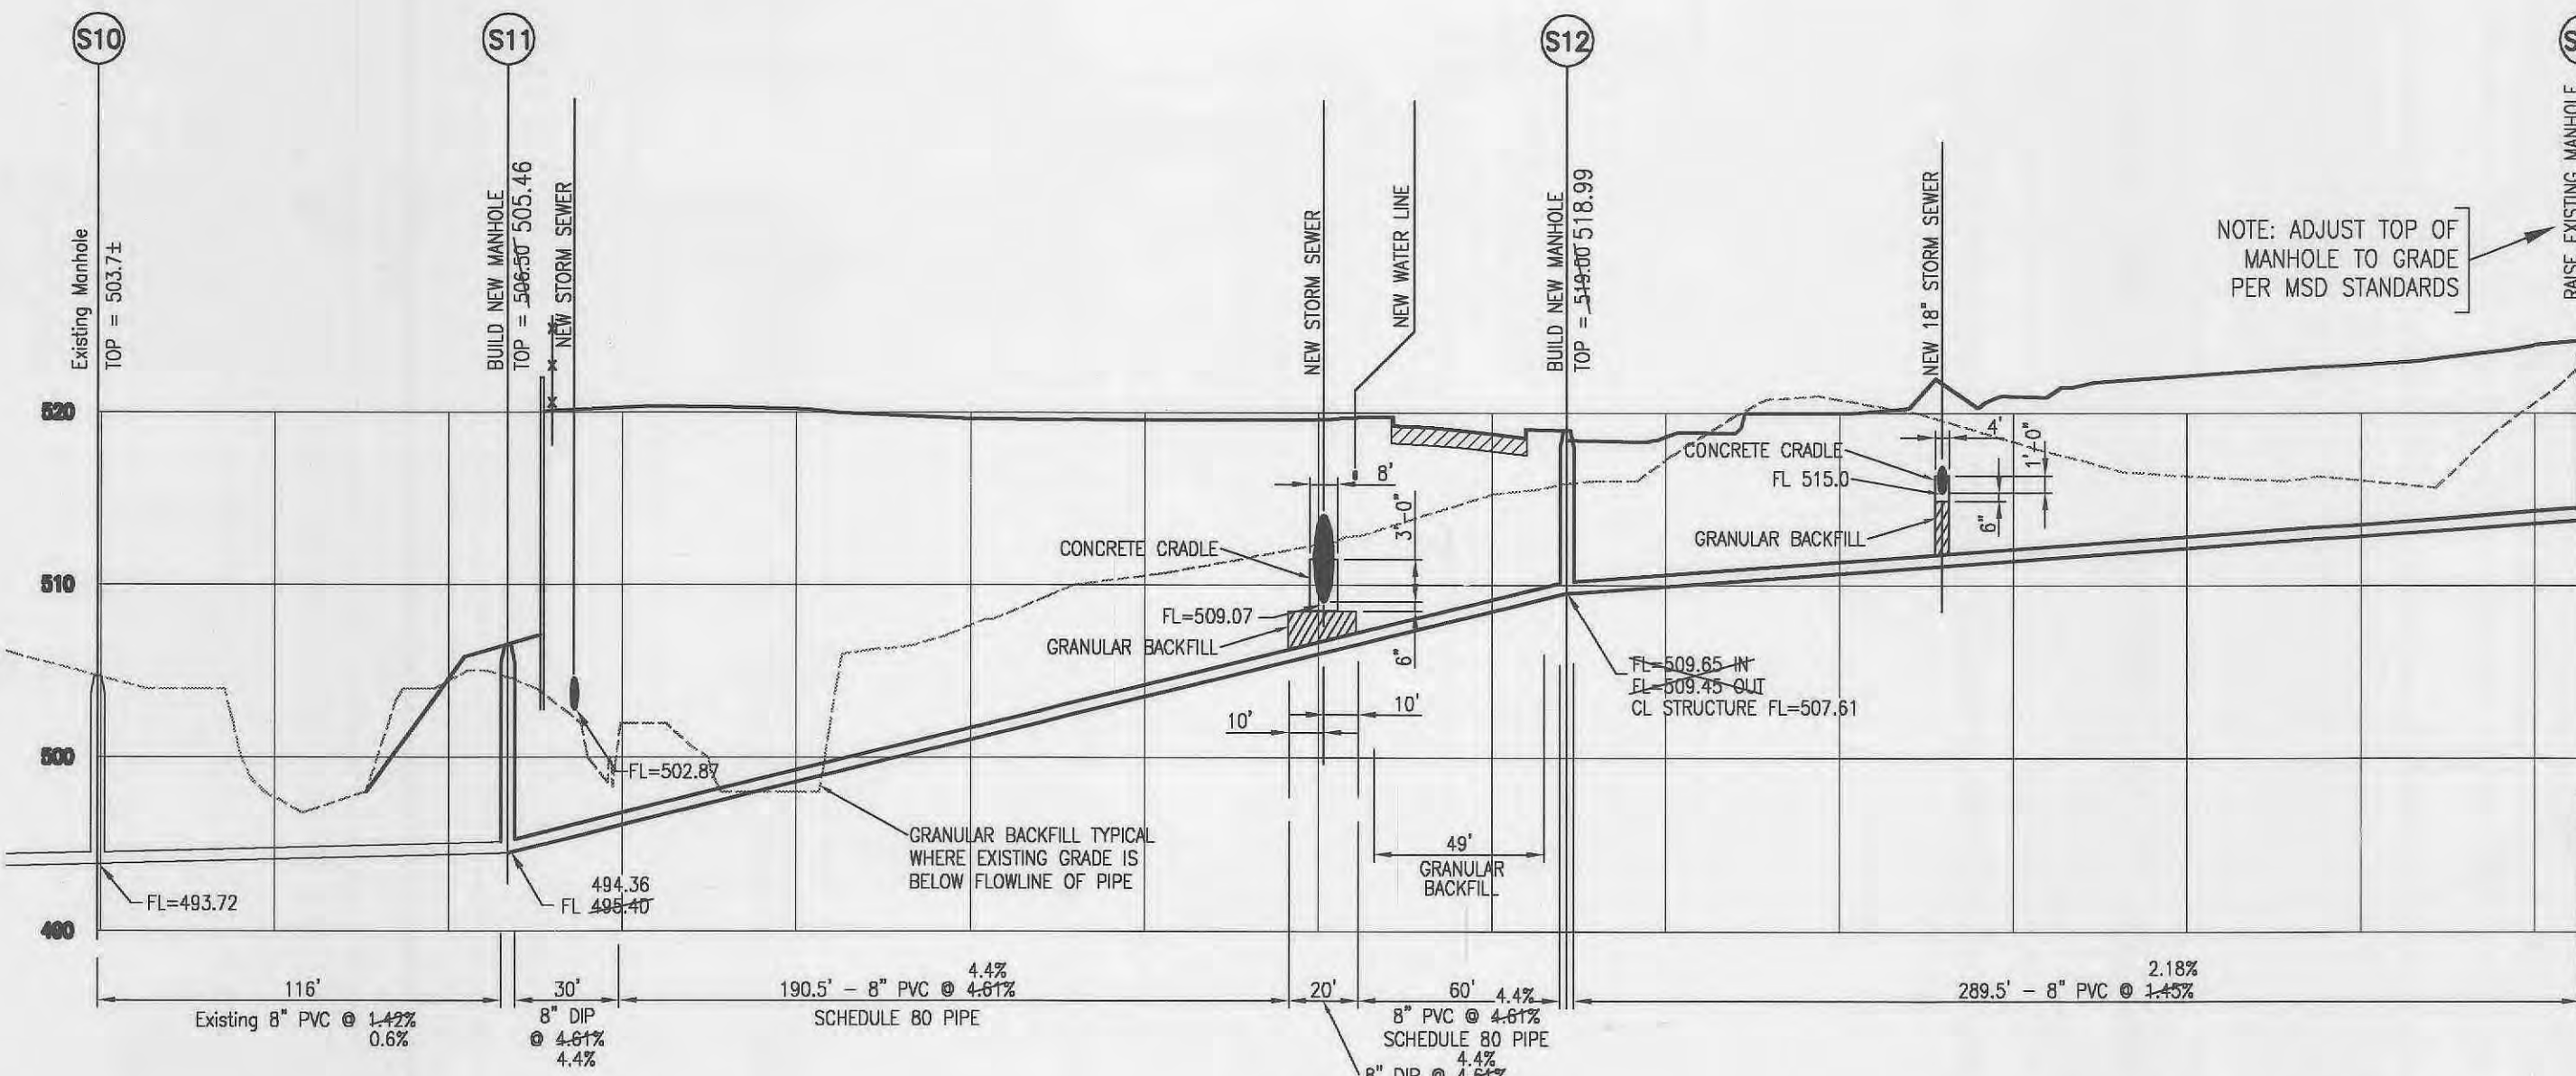 S10
S11
S12
S
Existing Manhole
TOP = 503.7±
BUILD NEW MANHOLE
TOP = 506.50 505.46
NEW STORM SEWER
NEW STORM SEWER
NEW WATER LINE
BUILD NEW MANHOLE
TOP = 519.00 518.99
NEW 18" STORM SEWER
NOTE: ADJUST TOP OF
MANHOLE TO GRADE
PER MSD STANDARDS
RAISE EXISTING MANHOLE
520
510
500
490
8'
3'-0"
6"
CONCRETE CRADLE
FL=509.07
GRANULAR BACKFILL
10'
10'
4'
1'-0"
6"
CONCRETE CRADLE
FL 515.0
GRANULAR BACKFILL
FL=509.65 IN
FL=509.45 OUT
CL STRUCTURE FL=507.61
FL=502.87
GRANULAR BACKFILL TYPICAL
WHERE EXISTING GRADE IS
BELOW FLOWLINE OF PIPE
49'
GRANULAR
BACKFILL
FL=493.72
494.36
FL 495.40
116'
Existing 8" PVC @ 1.42%
0.6%
30'
8" DIP
@ 4.61%
4.4%
4.4%
190.5' - 8" PVC @ 4.61%
SCHEDULE 80 PIPE
20'
60'
4.4%
8" PVC @ 4.61%
SCHEDULE 80 PIPE
4.4%
8" DIP @ 4.61%
2.18%
289.5' - 8" PVC @ 1.45%